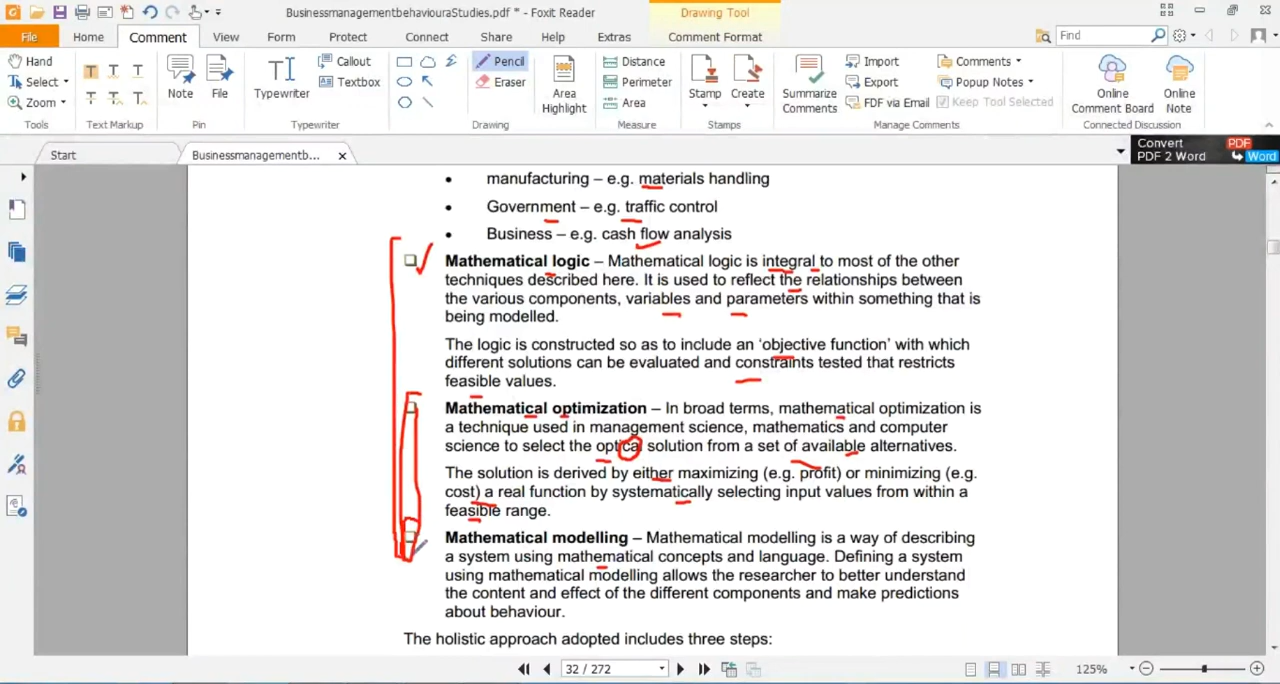 BusinessmanagementbehaviouraStudies.pdf * - Foxit Reader
Drawing Tool
File Home Comment View Form Protect Connect Share Help Extras Comment Format Find
Hand
Select
Zoom
Tools
T T T
T T T
Text Markup
Note
File
Pin
Typewriter
Callout
Textbox
Typewriter
Pencil
Eraser
Drawing
Area
Highlight
Distance
Perimeter
Area
Measure
Stamp
Create
Stamps
Summarize
Comments
Import
Export
FDF via Email
Comments
Popup Notes
Keep Tool Selected
Manage Comments
Online
Comment Board
Online
Note
Connected Discussion
Start
Businessmanagementb...
Convert PDF
PDF 2 Word Word
• manufacturing – e.g. materials handling
• Government – e.g. traffic control
• Business – e.g. cash flow analysis
Mathematical logic – Mathematical logic is integral to most of the other
techniques described here. It is used to reflect the relationships between
the various components, variables and parameters within something that is
being modelled.
The logic is constructed so as to include an ‘objective function’ with which
different solutions can be evaluated and constraints tested that restricts
feasible values.
Mathematical optimization – In broad terms, mathematical optimization is
a technique used in management science, mathematics and computer
science to select the optical solution from a set of available alternatives.
The solution is derived by either maximizing (e.g. profit) or minimizing (e.g.
cost) a real function by systematically selecting input values from within a
feasible range.
Mathematical modelling – Mathematical modelling is a way of describing
a system using mathematical concepts and language. Defining a system
using mathematical modelling allows the researcher to better understand
the content and effect of the different components and make predictions
about behaviour.
The holistic approach adopted includes three steps:
32 / 272
125%